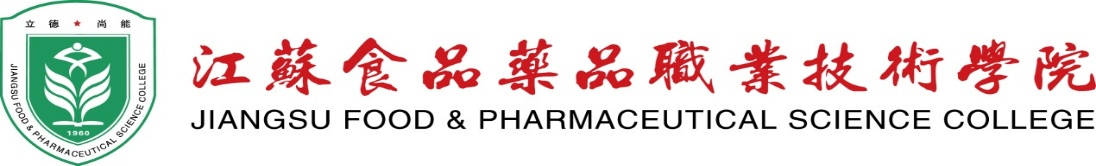 立德★尚能
JIANGSU FOOD & PHARMACEUTICAL SCIENCE COLLEGE
1960
江蘇食品藥品職業技術學院
JIANGSU FOOD & PHARMACEUTICAL SCIENCE COLLEGE